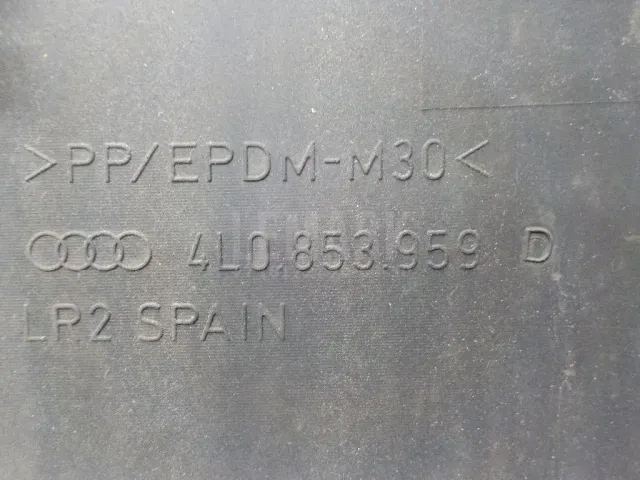 >PP/EPDM-M30<
4L0.853.959 D
LR2 SPAIN